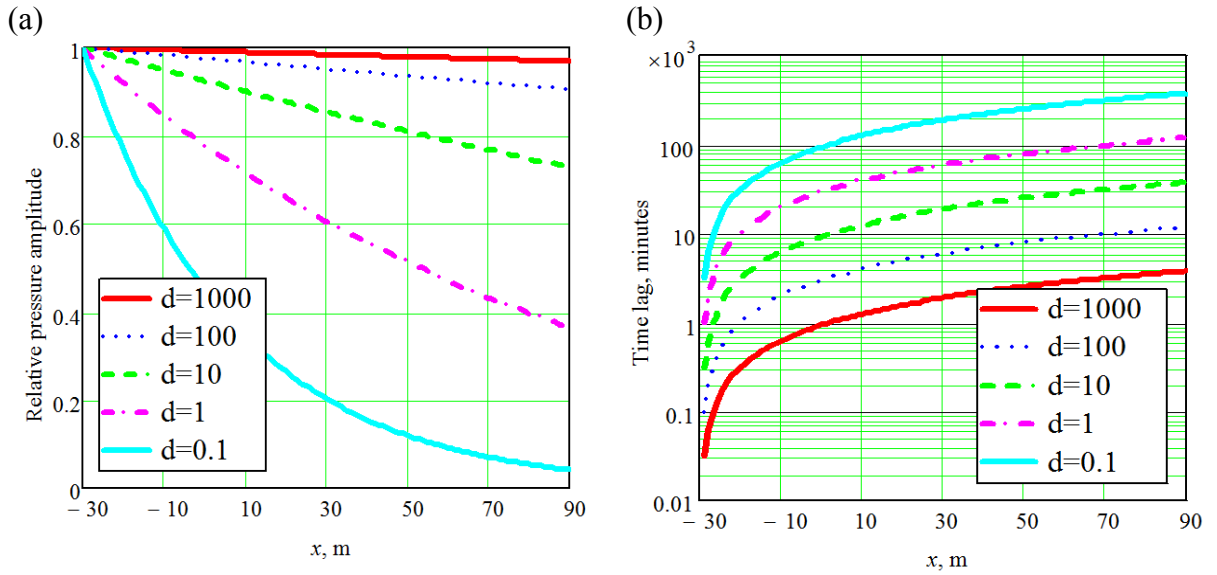 (a)
Relative pressure amplitude
1
0.8
0.6
0.4
0.2
0
d=1000
d=100
d=10
d=1
d=0.1
− 30
− 10
10
30
50
70
90
x, m
(b)
Time lag, minutes
×10³
100
10
1
0.1
0.01
d=1000
d=100
d=10
d=1
d=0.1
− 30
− 10
10
30
50
70
90
x, m